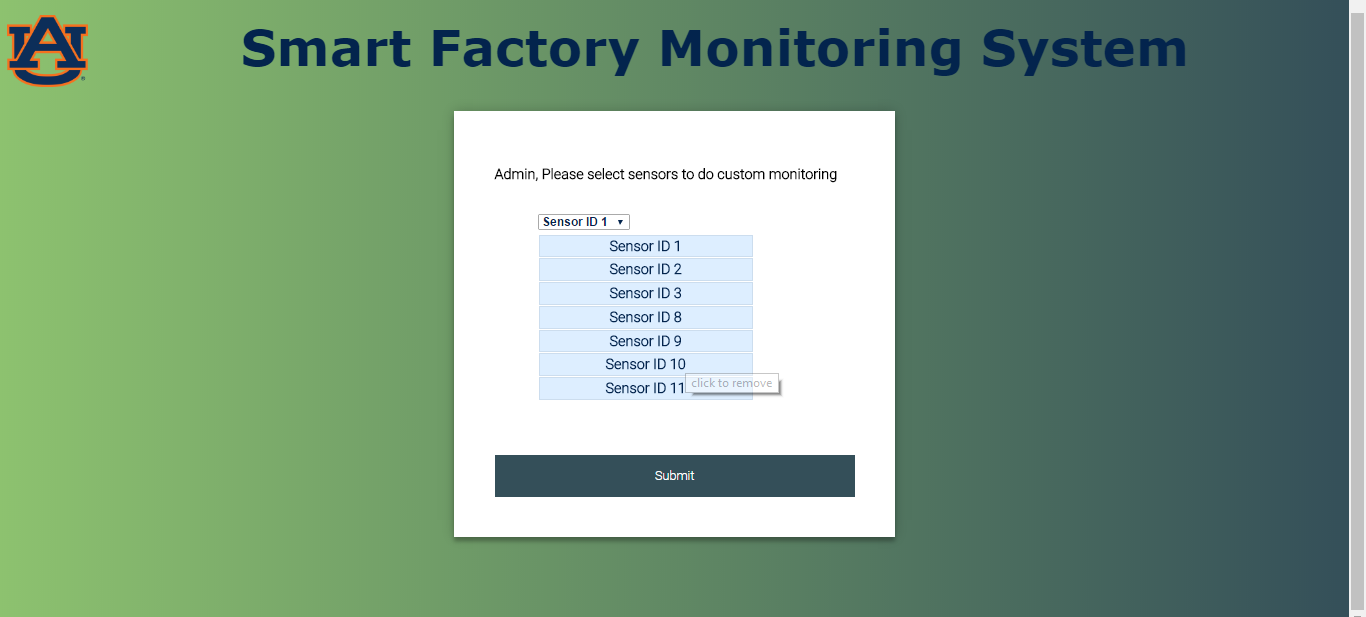 Smart Factory Monitoring System
Admin, Please select sensors to do custom monitoring
Sensor ID 1
Sensor ID 1
Sensor ID 2
Sensor ID 3
Sensor ID 8
Sensor ID 9
Sensor ID 10
Sensor ID 11
click to remove
Submit